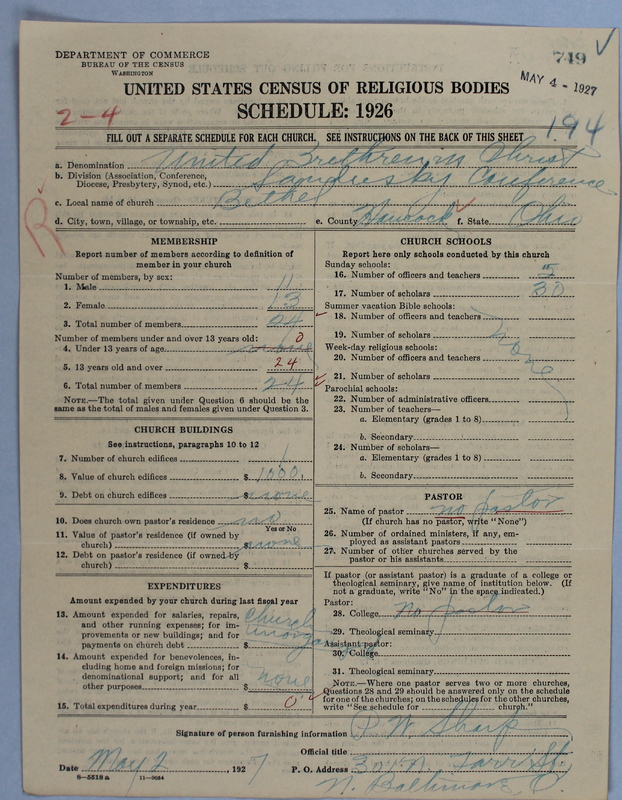 DEPARTMENT OF COMMERCE
BUREAU OF THE CENSUS
WASHINGTON
749
MAY 4 - 1927
UNITED STATES CENSUS OF RELIGIOUS BODIES
SCHEDULE: 1926
2-4
194
FILL OUT A SEPARATE SCHEDULE FOR EACH CHURCH. SEE INSTRUCTIONS ON THE BACK OF THIS SHEET
a. Denomination United Brethren in Christ
b. Division (Association, Conference, Diocese, Presbytery, Synod, etc.) Sandusky Conference
c. Local name of church Bethel
d. City, town, village, or township, etc. e. County Hancock f. State Ohio
R
MEMBERSHIP
Report number of members according to definition of member in your church
Number of members, by sex:
1. Male 11
2. Female 13
3. Total number of members 24
Number of members under and over 13 years old:
4. Under 13 years of age none 0
5. 13 years old and over 24
6. Total number of members 24
NOTE.—The total given under Question 6 should be the same as the total of males and females given under Question 3.
CHURCH BUILDINGS
See instructions, paragraphs 10 to 12
7. Number of church edifices 1
8. Value of church edifices $ 1000.
9. Debt on church edifices $ none
10. Does church own pastor's residence no
Yes or No
11. Value of pastor's residence (if owned by church) $ none
12. Debt on pastor's residence (if owned by church) $
EXPENDITURES
Amount expended by your church during last fiscal year
13. Amount expended for salaries, repairs, and other running expenses; for improvements or new buildings; and for payments on church debt $ Church unorganized
14. Amount expended for benevolences, including home and foreign missions; for denominational support; and for all other purposes $ none
15. Total expenditures during year $ 0
CHURCH SCHOOLS
Report here only schools conducted by this church
Sunday schools:
16. Number of officers and teachers 5
17. Number of scholars 30
Summer vacation Bible schools:
18. Number of officers and teachers
19. Number of scholars
none
Week-day religious schools:
20. Number of officers and teachers
21. Number of scholars
Parochial schools:
22. Number of administrative officers
23. Number of teachers—
a. Elementary (grades 1 to 8)
b. Secondary
24. Number of scholars—
a. Elementary (grades 1 to 8)
b. Secondary
PASTOR
25. Name of pastor no pastor
(If church has no pastor, write "None")
26. Number of ordained ministers, if any, employed as assistant pastors
27. Number of other churches served by the pastor or his assistants
If pastor (or assistant pastor) is a graduate of a college or theological seminary, give name of institution below. (If not a graduate, write "No" in the space indicated.)
Pastor:
28. College no pastor
29. Theological seminary
Assistant pastor:
30. College
31. Theological seminary
NOTE.—Where one pastor serves two or more churches, Questions 28 and 29 should be answered only on the schedule for one of the churches; on the schedules for the other churches, write "See schedule for church."
Signature of person furnishing information P. W. Sharp
Official title
Date May 2 1927 P. O. Address St.
N. Baltimore, O.
8—5518 a 11—9084